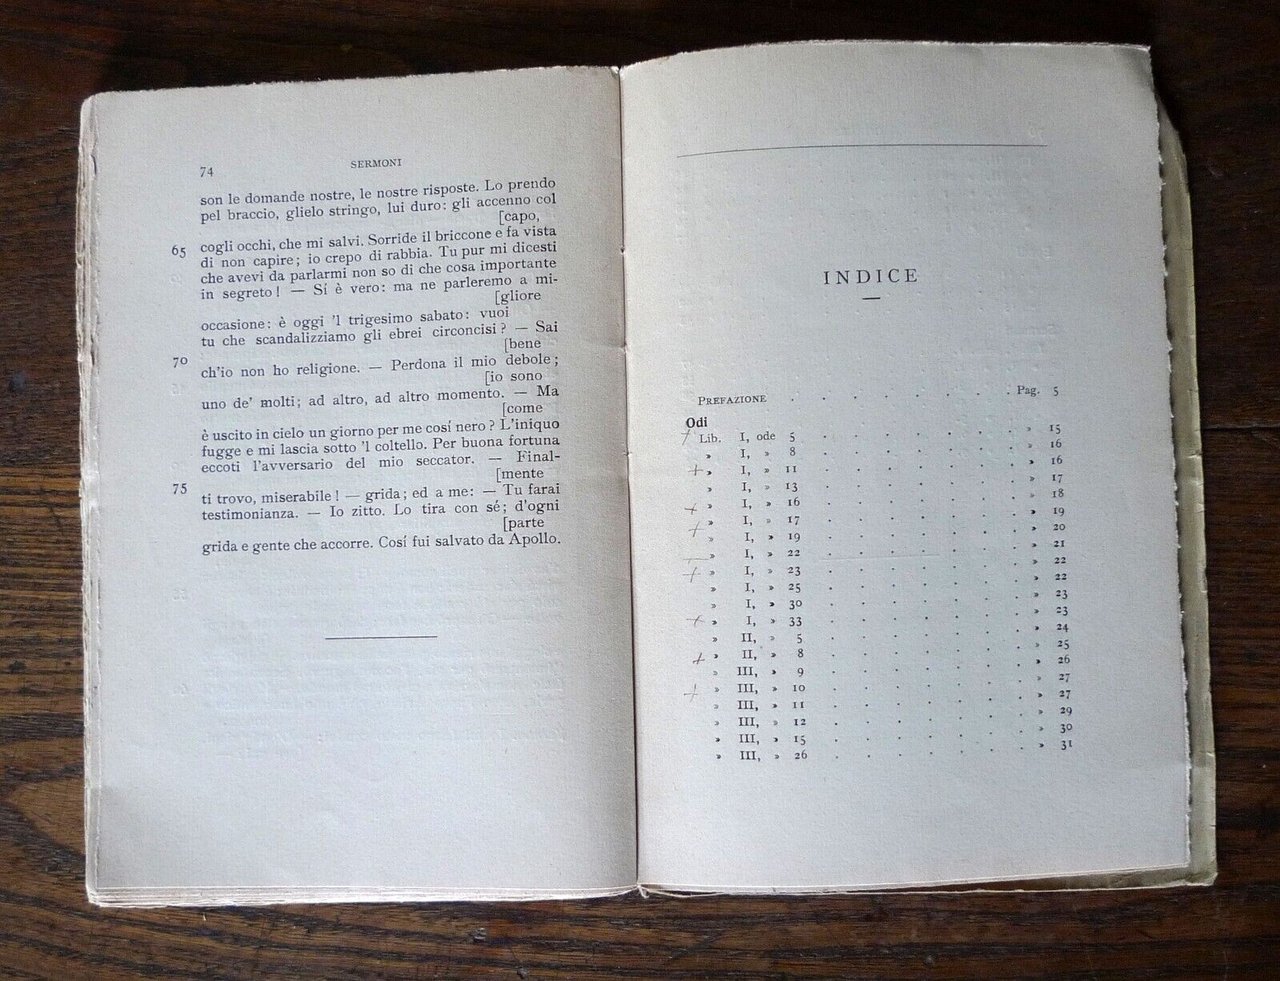 74
SERMONI
son le domande nostre, le nostre risposte. Lo prendo
pel braccio, glielo stringo, lui duro: gli accenno col
[capo,
65 cogli occhi, che mi salvi. Sorride il briccone e fa vista
di non capire; io crepo di rabbia. Tu pur mi dicesti
che avevi da parlarmi non so di che cosa importante
in segreto! — Sí è vero: ma ne parleremo a mi-
[gliore
occasione: è oggi 'l trigesimo sabato: vuoi
tu che scandalizziamo gli ebrei circoncisi? — Sai
[bene
70 ch'io non ho religione. — Perdona il mio debole;
[io sono
uno de' molti; ad altro, ad altro momento. — Ma
[come
è uscito in cielo un giorno per me cosí nero? L'iniquo
fugge e mi lascia sotto 'l coltello. Per buona fortuna
eccoti l'avversario del mio seccator. — Final-
[mente
75 ti trovo, miserabile! — grida; ed a me: — Tu farai
testimonianza. — Io zitto. Lo tira con sé; d'ogni
[parte
grida e gente che accorre. Cosí fui salvato da Apollo.
INDICE
PREFAZIONE . . . . . . . Pag. 5
Odi
Lib. I, ode 5 . . . . . . . » 15
» I, » 8 . . . . . . . » 16
» I, » 11 . . . . . . . » 16
» I, » 13 . . . . . . . » 17
» I, » 16 . . . . . . . » 18
» I, » 17 . . . . . . . » 19
» I, » 19 . . . . . . . » 20
» I, » 22 . . . . . . . » 21
» I, » 23 . . . . . . . » 22
» I, » 25 . . . . . . . » 22
» I, » 30 . . . . . . . » 23
» I, » 33 . . . . . . . » 23
» II, » 5 . . . . . . . » 24
» II, » 8 . . . . . . . » 25
» III, » 9 . . . . . . . » 26
» III, » 10 . . . . . . . » 27
» III, » 11 . . . . . . . » 27
» III, » 12 . . . . . . . » 29
» III, » 15 . . . . . . . » 30
» III, » 26 . . . . . . . » 31